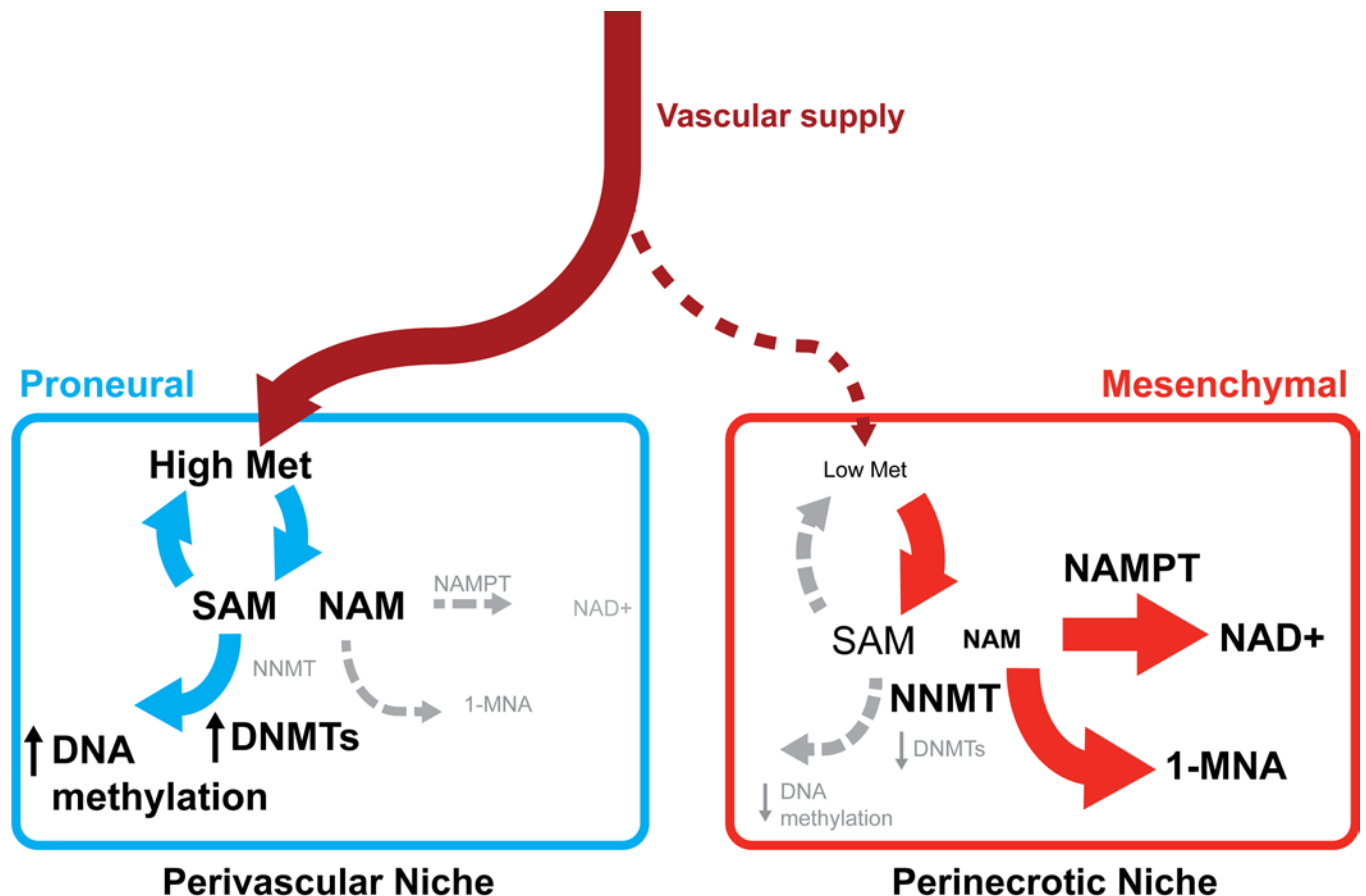 Vascular supply
Proneural
High Met
SAM
NAM
NAMPT
NAD+
NNMT
1-MNA
DNMTs
DNA
methylation
Perivascular Niche
Mesenchymal
Low Met
NAMPT
SAM
NAM
NAD+
NNMT
DNMTs
1-MNA
DNA
methylation
Perinecrotic Niche